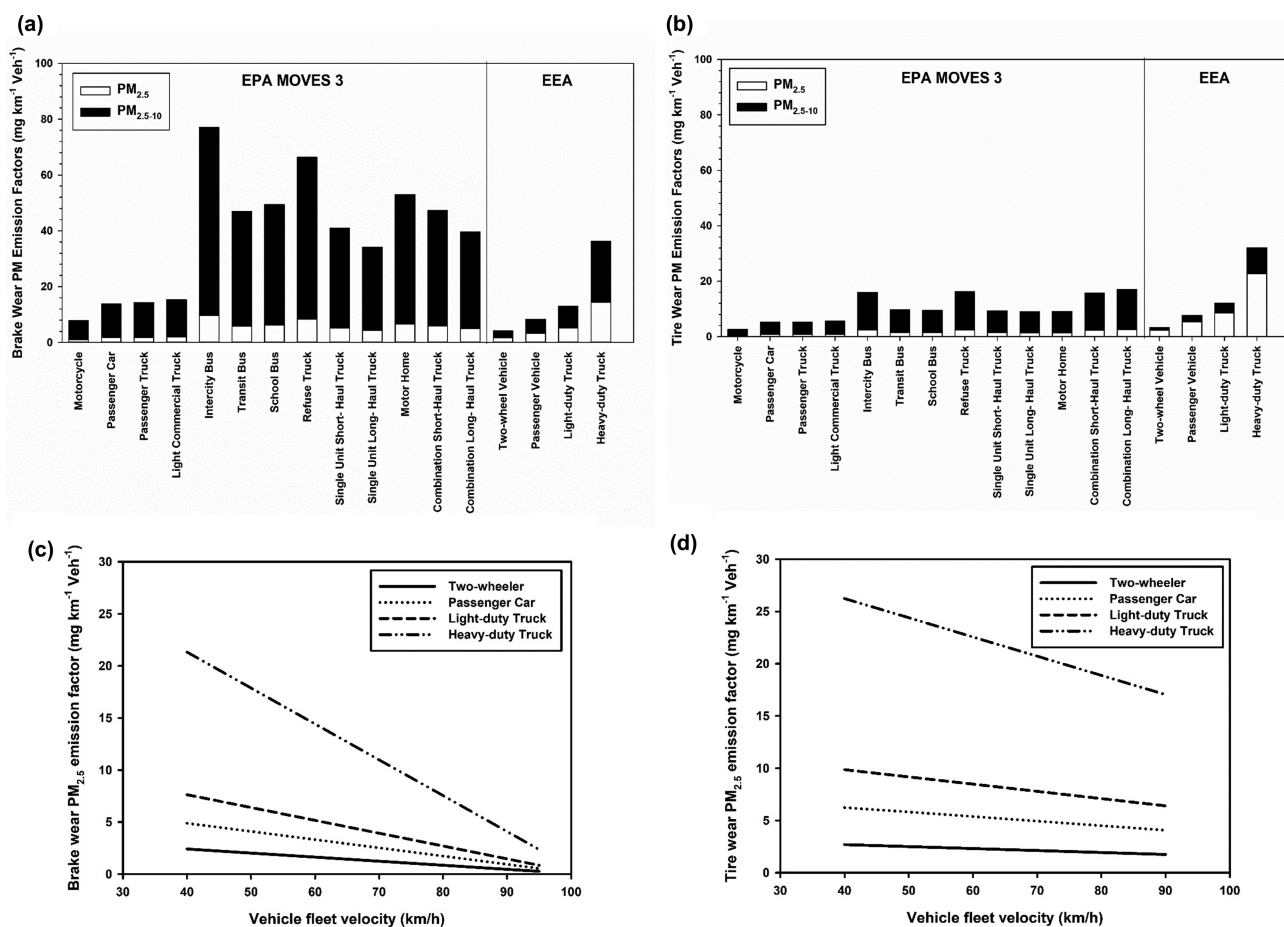 (a)
Brake Wear PM Emission Factors (mg km⁻¹ Veh⁻¹)
100
80
60
40
20
0
EPA MOVES 3
EEA
PM₂.₅
PM₂.₅₋₁₀
Motorcycle
Passenger Car
Passenger Truck
Light Commercial Truck
Intercity Bus
Transit Bus
School Bus
Refuse Truck
Single Unit Short- Haul Truck
Single Unit Long- Haul Truck
Motor Home
Combination Short-Haul Truck
Combination Long- Haul Truck
Two-wheel Vehicle
Passenger Vehicle
Light-duty Truck
Heavy-duty Truck
(b)
Tire Wear PM Emission Factors (mg km⁻¹ Veh⁻¹)
100
80
60
40
20
0
EPA MOVES 3
EEA
PM₂.₅
PM₂.₅₋₁₀
Motorcycle
Passenger Car
Passenger Truck
Light Commercial Truck
Intercity Bus
Transit Bus
School Bus
Refuse Truck
Single Unit Short- Haul Truck
Single Unit Long- Haul Truck
Motor Home
Combination Short-Haul Truck
Combination Long- Haul Truck
Two-wheel Vehicle
Passenger Vehicle
Light-duty Truck
Heavy-duty Truck
(c)
Brake wear PM₂.₅ emission factor (mg km⁻¹ Veh⁻¹)
30
25
20
15
10
5
0
Two-wheeler
Passenger Car
Light-duty Truck
Heavy-duty Truck
30 40 50 60 70 80 90 100
Vehicle fleet velocity (km/h)
(d)
Tire wear PM₂.₅ emission factor (mg km⁻¹ Veh⁻¹)
30
25
20
15
10
5
0
Two-wheeler
Passenger Car
Light-duty Truck
Heavy-duty Truck
30 40 50 60 70 80 90 100
Vehicle fleet velocity (km/h)